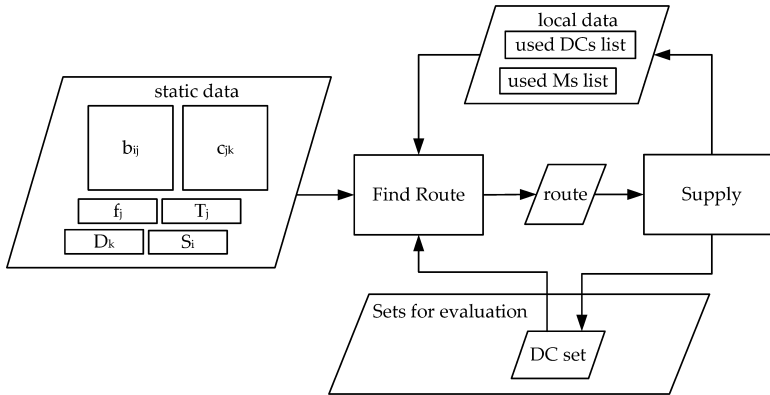 local data
used DCs list
used Ms list
static data
bij
cjk
fj
Tj
Dk
Si
Find Route
route
Supply
Sets for evaluation
DC set